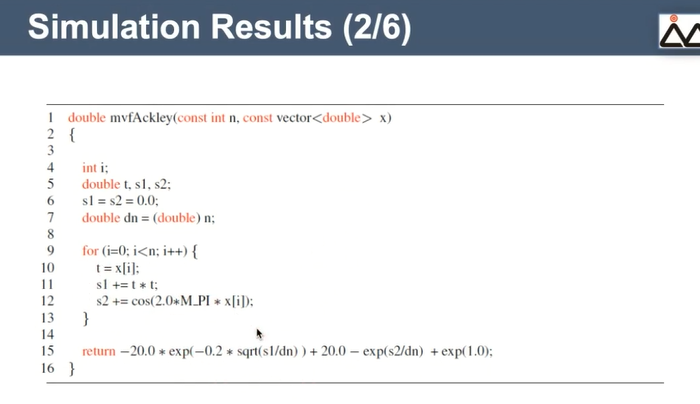 Simulation Results (2/6)
1 double mvfAckley(const int n, const vector<double> x)
2 {
3
4 int i;
5 double t, s1, s2;
6 s1 = s2 = 0.0;
7 double dn = (double) n;
8
9 for (i=0; i<n; i++) {
10 t = x[i];
11 s1 += t * t;
12 s2 += cos(2.0*M_PI * x[i]);
13 }
14
15 return −20.0 * exp(−0.2 * sqrt(s1/dn) ) + 20.0 − exp(s2/dn) +exp(1.0);
16 }